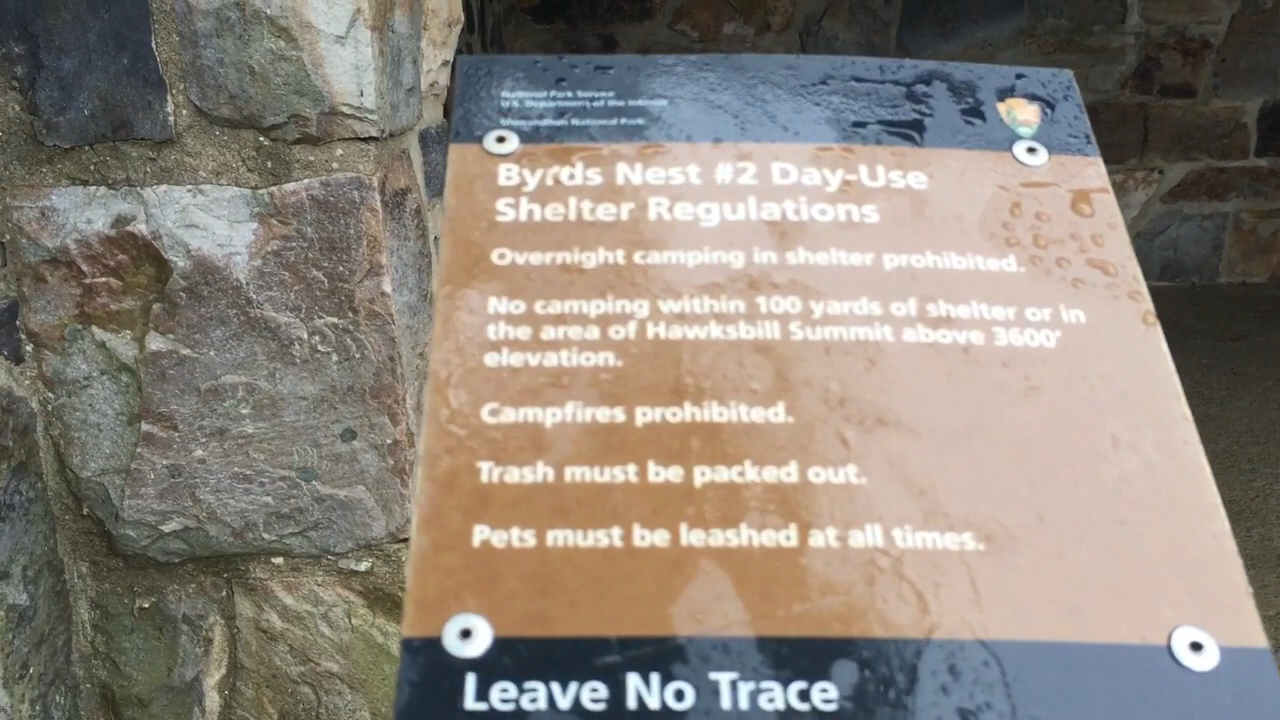 National Park Service
U.S. Department of the Interior
Shenandoah National Park
Byrds Nest #2 Day-Use
Shelter Regulations
Overnight camping in shelter prohibited.
No camping within 100 yards of shelter or in
the area of Hawksbill Summit above 3600'
elevation.
Campfires prohibited.
Trash must be packed out.
Pets must be leashed at all times.
Leave No Trace